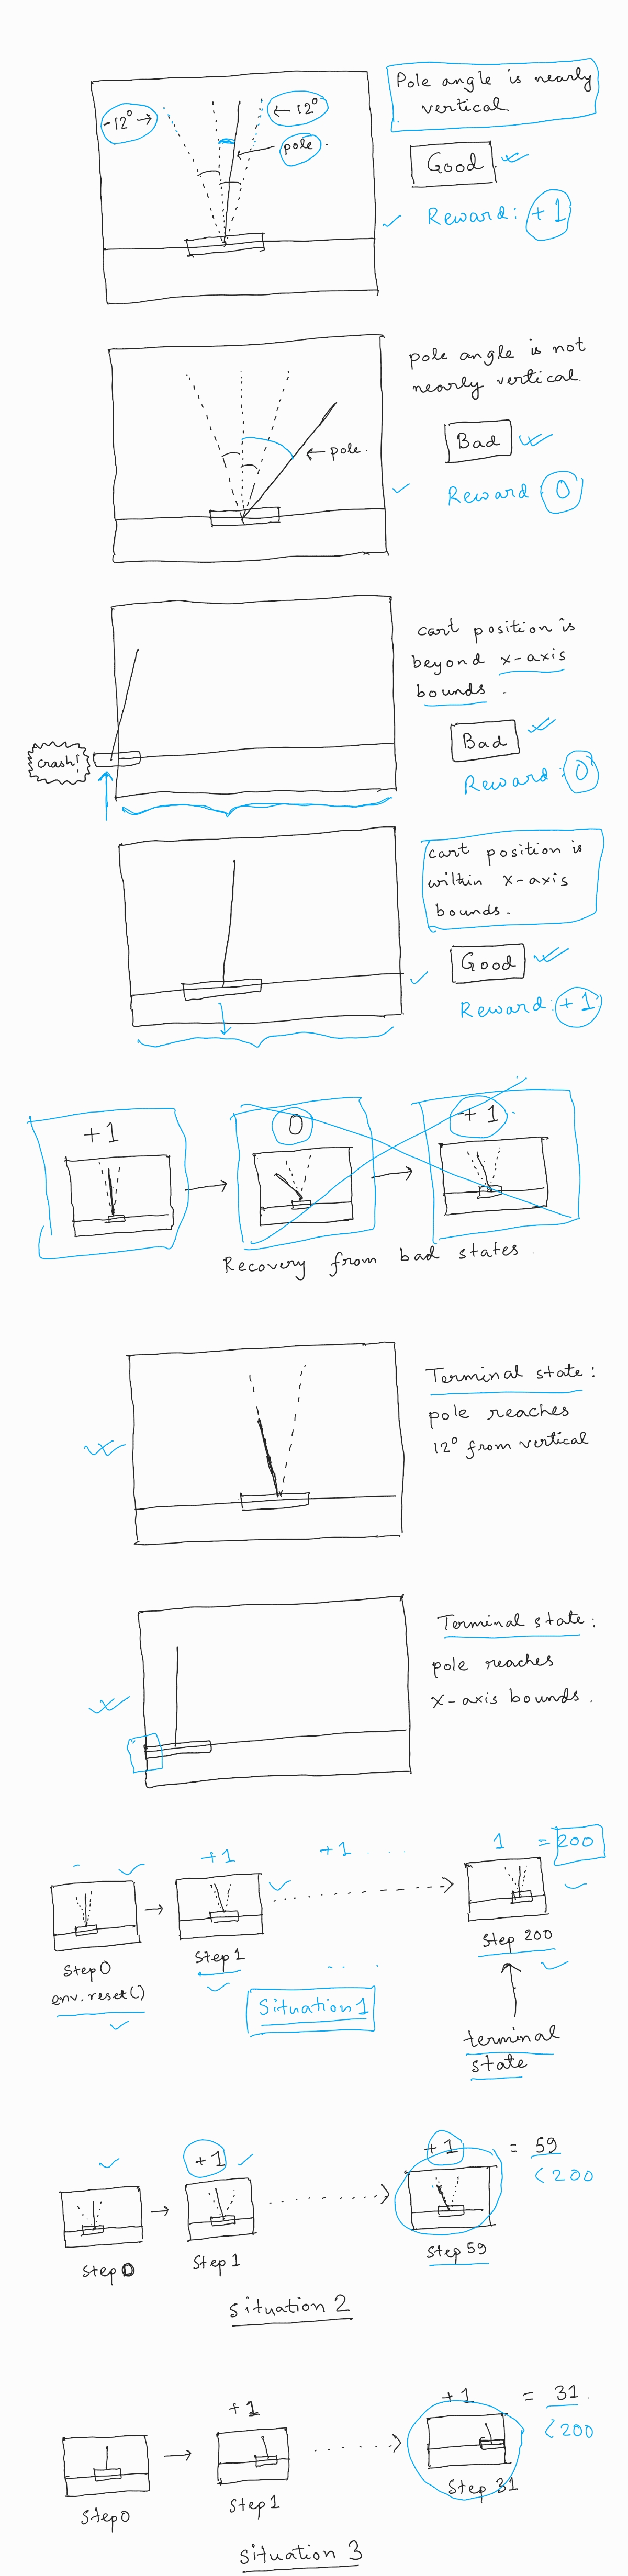 Pole angle is nearly
vertical.
-12° →
← 12°
pole.
Good
Reward: +1
pole angle is not
nearly vertical.
Bad
← pole.
Reward: 0
cart position is
beyond x-axis
bounds.
Bad
crash!
Reward: 0
cart position is
within x-axis
bounds.
Good
Reward: +1
+1
0
+1
Recovery from bad states.
Terminal state:
pole reaches
12° from vertical
Terminal state:
pole reaches
x-axis bounds.
- +1 +1 .... 1 = 200
Step 0
env.reset()
Step 1
Step 200
Situation 1
terminal
state
+1
+1 = 59
< 200
Step 0
Step 1
Step 59
Situation 2
+1
+1 = 31.
< 200
Step 0
Step 1
Step 31
Situation 3